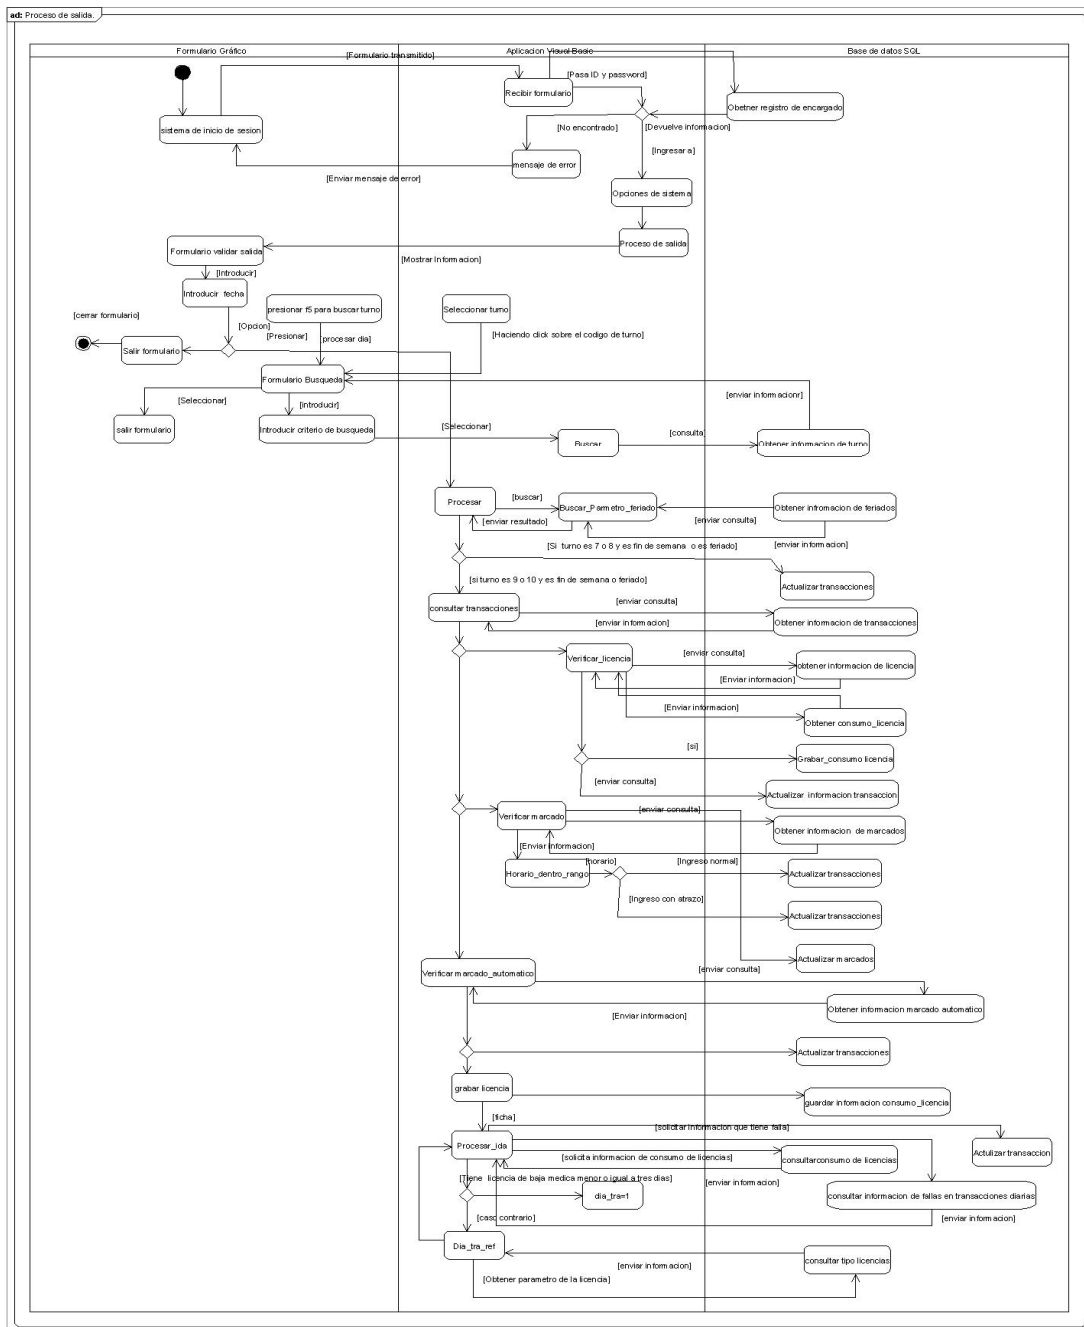 ad: Proceso de salida.
Formulario Gráfico
Aplicacion Visual Basic
Base de datos SQL
[Formulario transmitido]
[Pasa ID y password]
Recibir formulario
Obetner registro de encargado
sistema de inicio de sesion
[No encontrado]
[Devuelve informacion]
[Ingresar a]
mensaje de error
[Enviar mensaje de error]
Opciones de sistema
Proceso de salida
Formulario validar salida
[Mostrar Informacion]
[Introducir]
Introducir fecha
presionar f5 para buscar turno
Seleccionar turno
[cerrar formulario]
[Opcion]
[Presionar]
[procesar dia]
[Haciendo click sobre el codigo de turno]
Salir formulario
Formulario Busqueda
[Seleccionar]
[introducir]
[enviar informacionr]
salir formulario
Introducir criterio de busqueda
[Seleccionar]
Buscar
[consulta]
Obtener informacion de turno
Procesar
[buscar]
Buscar_Parmetro_feriado
Obtener infromacion de feriados
[enviar resultado]
[enviar consulta]
[enviar informacion]
[Si turno es 7 o 8 y es fin de semana o es feriado]
Actualizar transacciones
[si turno es 9 o 10 y es fin de semana o feriado]
consultar transacciones
[enviar consulta]
[enviar informacion]
Obtener informacion de transacciones
Verificar_licencia
[enviar consulta]
obtener informacion de licencia
[Enviar informacion]
[Enviar informacion]
Obtener consumo_licencia
[si]
Grabar_consumo licencia
[enviar consulta]
Actualizar informacion transaccion
Verificar marcado
[enviar consulta]
Obtener informacion de marcados
[Enviar informacion]
Horario_dentro_rango
[horario]
[Ingreso normal]
Actualizar transacciones
[Ingreso con atrazo]
Actualizar transacciones
Actualizar marcados
Verificar marcado_automatico
[enviar consulta]
Obtener informacion marcado automatico
[Enviar informacion]
Actualizar transacciones
grabar licencia
guardar informacion consumo_licencia
[ficha]
[solicitar informacion que tiene falla]
Procesar_ida
Actulizar transaccion
[solicita informacion de consumo de licencias]
consultar consumo de licencias
[Tiene licencia de baja medica menor o igual a tres dias]
[enviar informacion]
dia_tra=1
consultar informacion de fallas en transacciones diarias
[caso contrario]
[enviar informacion]
Dia_tra_ref
[enviar informacion]
consultar tipo licencias
[Obtener parametro de la licencia]